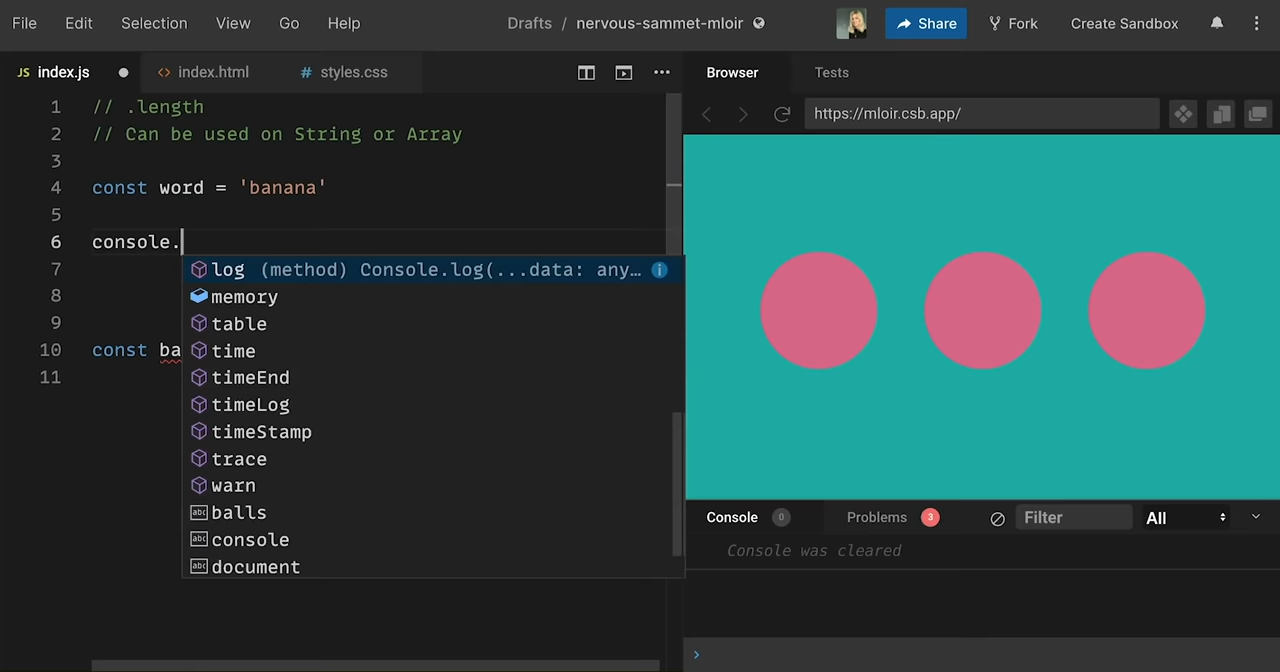 File Edit Selection View Go Help Drafts / nervous-sammet-mloir Share Fork Create Sandbox
JS index.js <> index.html # styles.css Browser Tests
https://mloir.csb.app/
1 // .length
2 // Can be used on String or Array
3
4 const word = 'banana'
5
6 console.
7 log (method) Console.log(...data: any...
8 memory
9 table
10 const ba time
11 timeEnd
timeLog
timeStamp
trace
warn
abc balls
abc console
abc document
Console 0 Problems 3 Filter All
Console was cleared
›